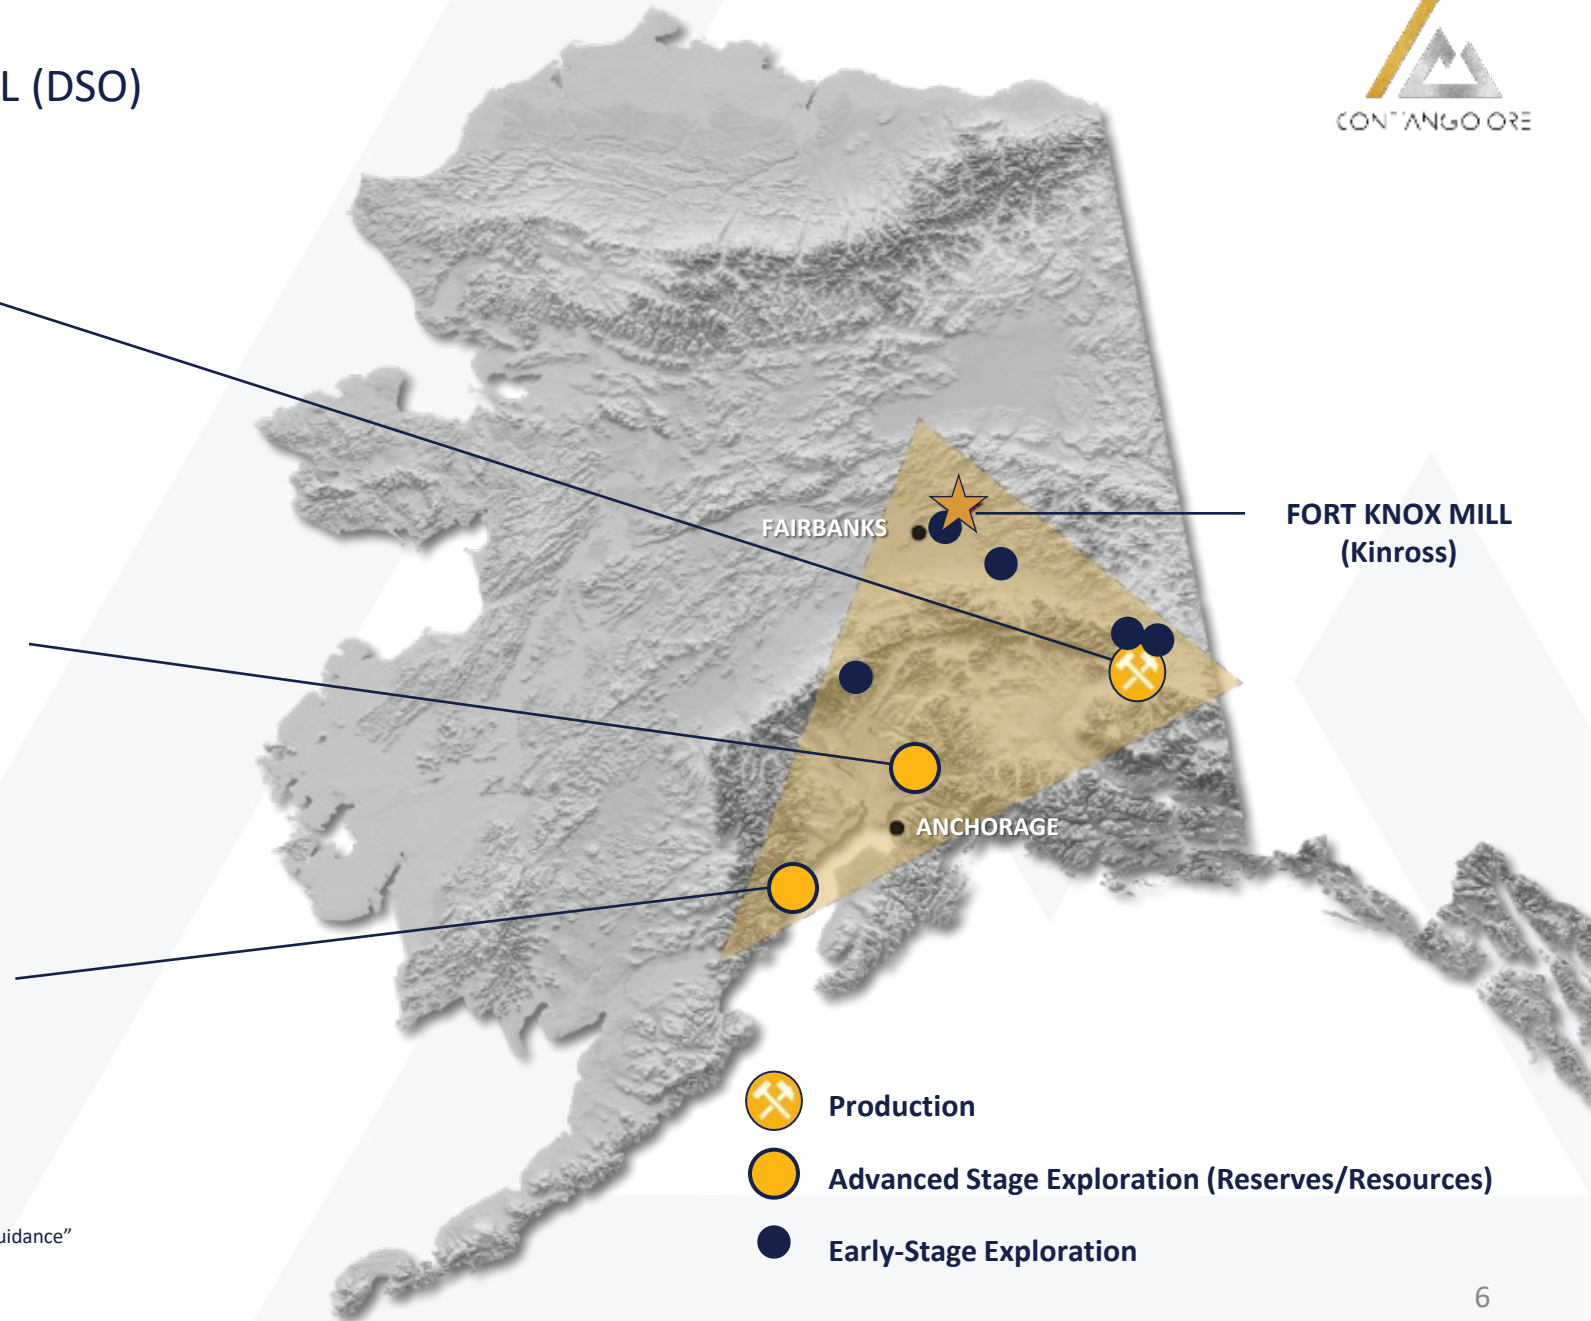 L (DSO)
CONTANGO ORE
FAIRBANKS
FORT KNOX MILL
(Kinross)
ANCHORAGE
Production
Advanced Stage Exploration (Reserves/Resources)
Early-Stage Exploration
uidance”
6